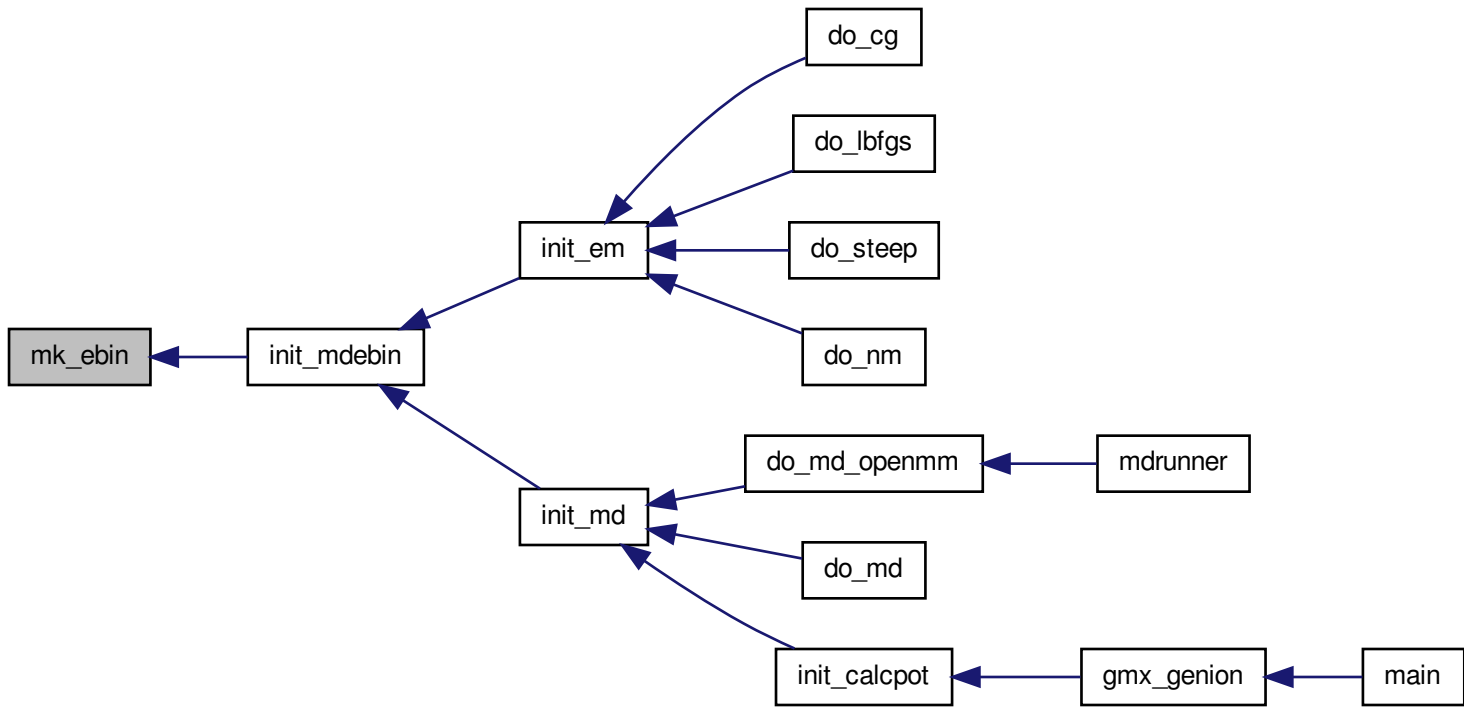 do_cg
do_lbfgs
init_em
do_steep
mk_ebin
init_mdebin
do_nm
do_md_openmm
mdrunner
init_md
do_md
init_calcpot
gmx_genion
main